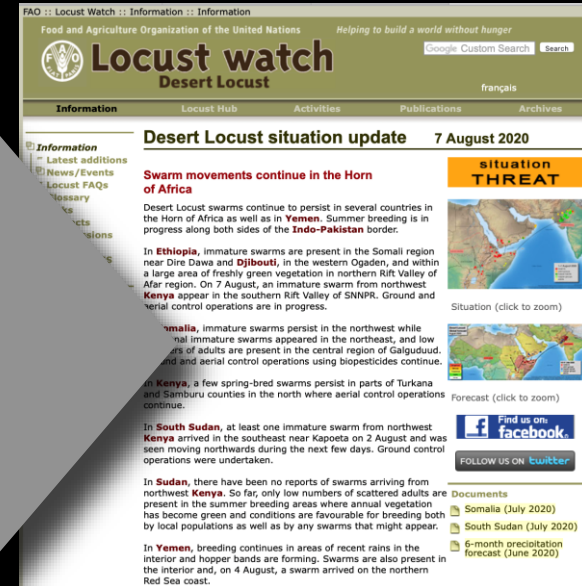 FAO :: Locust Watch :: Information :: Information
Food and Agriculture Organization of the United Nations
Helping to build a world without hunger
Locust watch
Desert Locust
Google Custom Search
Search
français
Information
Locust Hub
Activities
Publications
Archives
Information
Latest additions
News/Events
Locust FAQs
Desert Locust situation update 7 August 2020
Swarm movements continue in the Horn
of Africa
Desert Locust swarms continue to persist in several countries in
the Horn of Africa as well as in Yemen. Summer breeding is in
progress along both sides of the Indo-Pakistan border.
In Ethiopia, immature swarms are present in the Somali region
near Dire Dawa and Djibouti, in the western Ogaden, and within
a large area of freshly green vegetation in northern Rift Valley of
Afar region. On 7 August, an immature swarm from northwest
Kenya appear in the southern Rift Valley of SNNPR. Ground and
aerial control operations are in progress.
immature swarms persist in the northwest while
immature swarms appeared in the northeast, and low
of adults are present in the central region of Galguduud.
and aerial control operations using biopesticides continue.
In Kenya, a few spring-bred swarms persist in parts of Turkana
and Samburu counties in the north where aerial control operations
continue.
In South Sudan, at least one immature swarm from northwest
Kenya arrived in the southeast near Kapoeta on 2 August and was
seen moving northwards during the next few days. Ground control
operations were undertaken.
In Sudan, there have been no reports of swarms arriving from
northwest Kenya. So far, only low numbers of scattered adults are
present in the summer breeding areas where annual vegetation
has become green and conditions are favourable for breeding both
by local populations as well as by any swarms that might appear.
In Yemen, breeding continues in areas of recent rains in the
interior and hopper bands are forming. Swarms are also present in
the interior and, on 4 August, a swarm arrived on the northern
Red Sea coast.
situation
THREAT
Situation (click to zoom)
Forecast (click to zoom)
Find us on:
facebook.
FOLLOW US ON twitter
Documents
Somalia (July 2020)
South Sudan (July 2020)
6-month precipitation
forecast (June 2020)